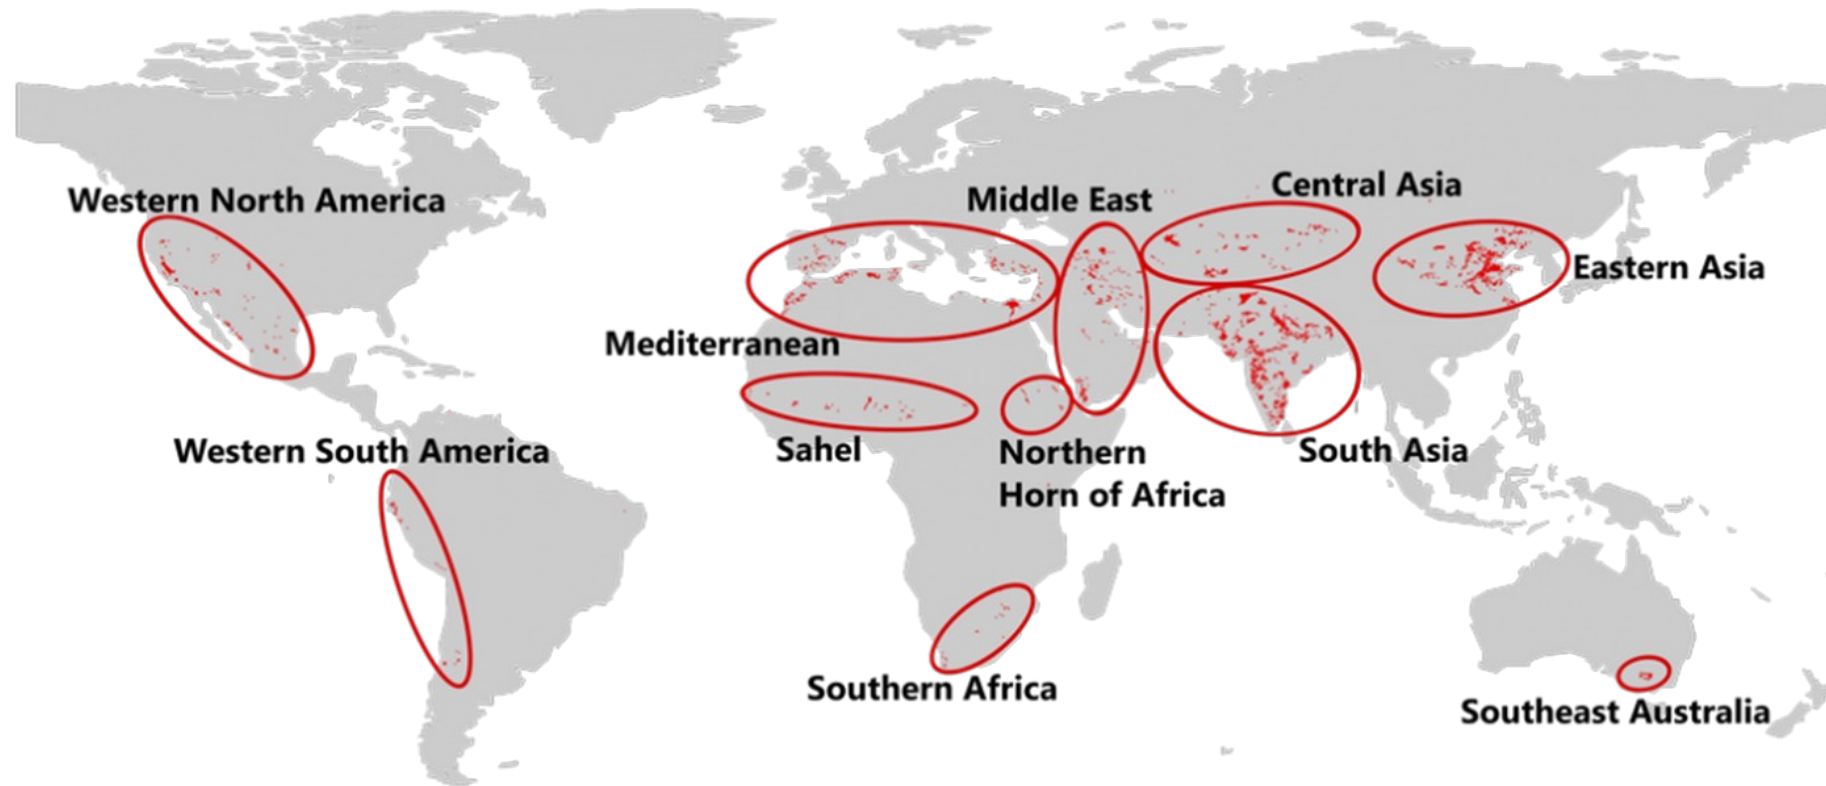 Western North America
Middle East
Central Asia
Eastern Asia
Mediterranean
Western South America
Sahel
Northern
Horn of Africa
South Asia
Southern Africa
Southeast Australia